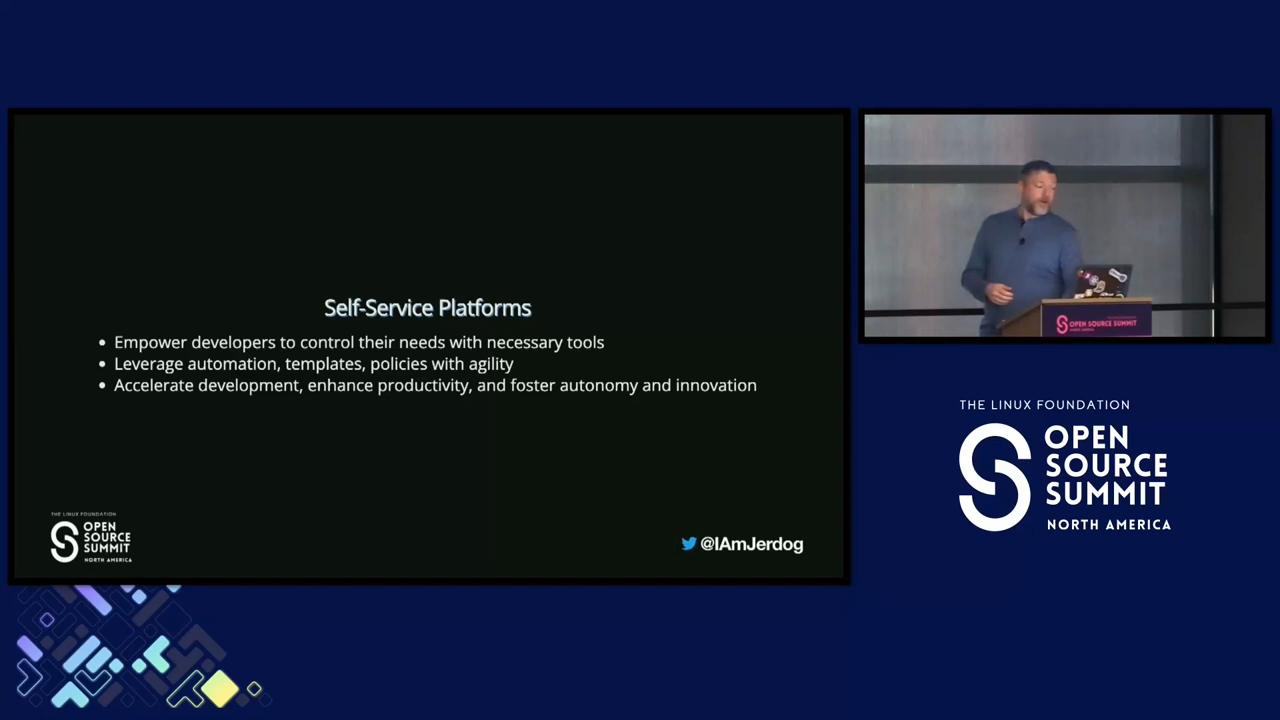 Self-Service Platforms
• Empower developers to control their needs with necessary tools
• Leverage automation, templates, policies with agility
• Accelerate development, enhance productivity, and foster autonomy and innovation
THE LINUX FOUNDATION
OPEN
SOURCE
SUMMIT
NORTH AMERICA
@IAmJerdog
OPEN SOURCE SUMMIT
THE LINUX FOUNDATION
OPEN
SOURCE
SUMMIT
NORTH AMERICA